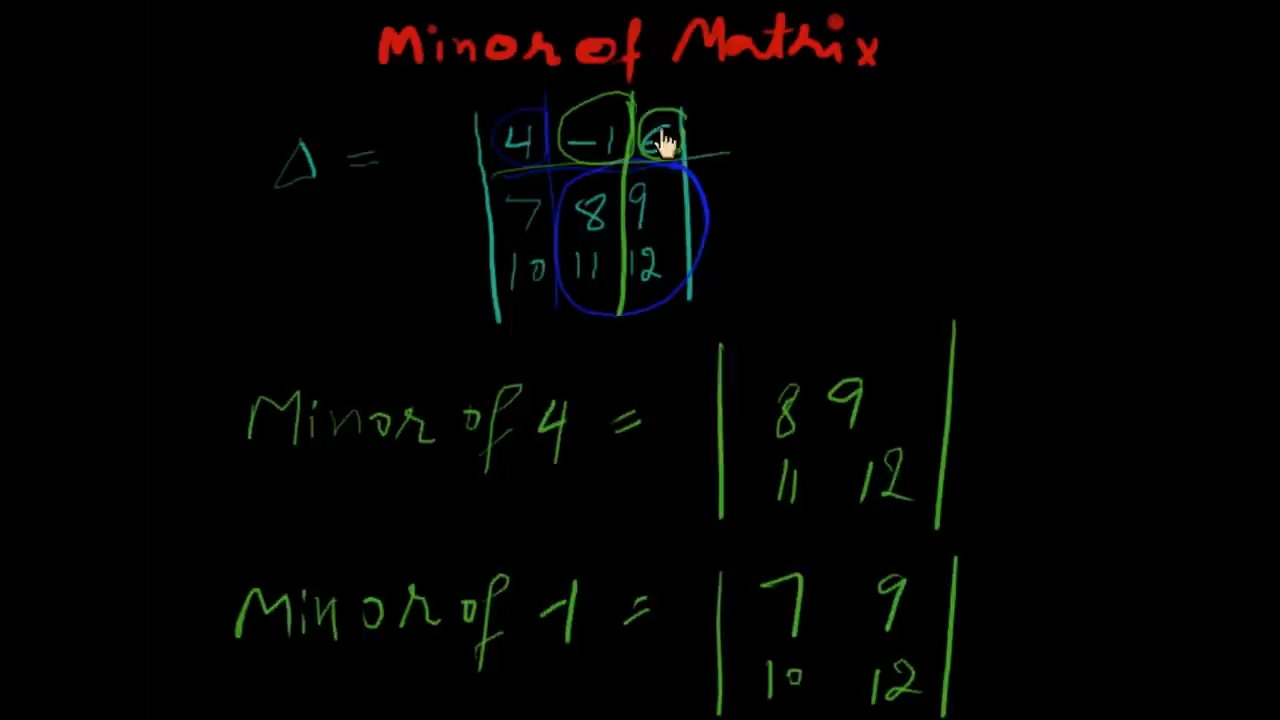 Minor of Matrix
Δ =
4 -1
7 8 9
10 11 12
Minor of 4 = | 8 9
11 12 |
Minor of -1 = | 7 9
10 12 |